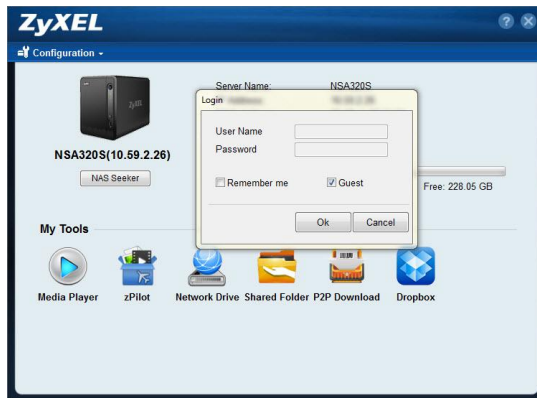 ZyXEL
Configuration
Server Name: NSA320S
Login
ZyXEL
User Name
Password
NSA320S(10.59.2.26)
NAS Seeker
Remember me
Guest
Free: 228.05 GB
Ok
Cancel
My Tools
Media Player
zPilot
Network Drive
Shared Folder
P2P Download
Dropbox